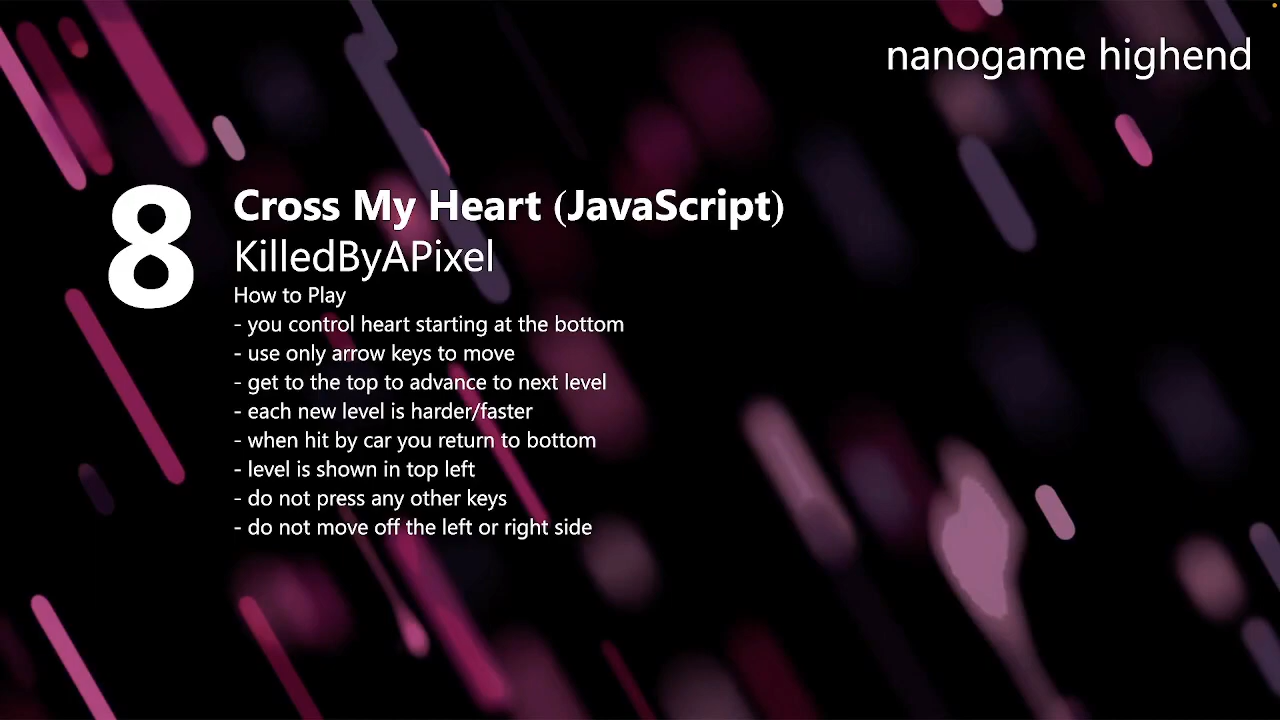 nanogame highend
8
Cross My Heart (JavaScript)
KilledByAPixel
How to Play
- you control heart starting at the bottom
- use only arrow keys to move
- get to the top to advance to next level
- each new level is harder/faster
- when hit by car you return to bottom
- level is shown in top left
- do not press any other keys
- do not move off the left or right side